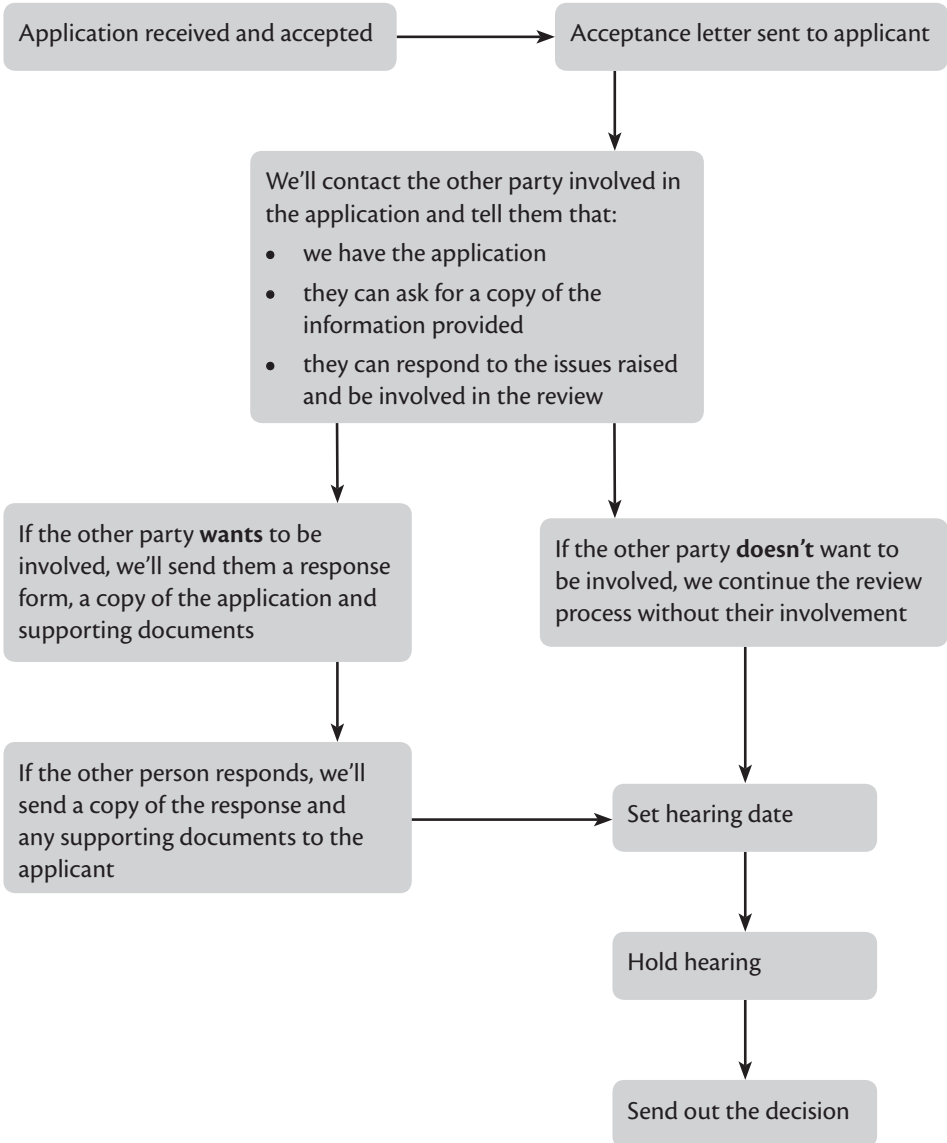 Application received and accepted
Acceptance letter sent to applicant
We’ll contact the other party involved in
the application and tell them that:
• we have the application
• they can ask for a copy of the
information provided
• they can respond to the issues raised
and be involved in the review
If the other party wants to be
involved, we’ll send them a response
form, a copy of the application and
supporting documents
If the other party doesn’t want to
be involved, we continue the review
process without their involvement
If the other person responds, we’ll
send a copy of the response and
any supporting documents to the
applicant
Set hearing date
Hold hearing
Send out the decision